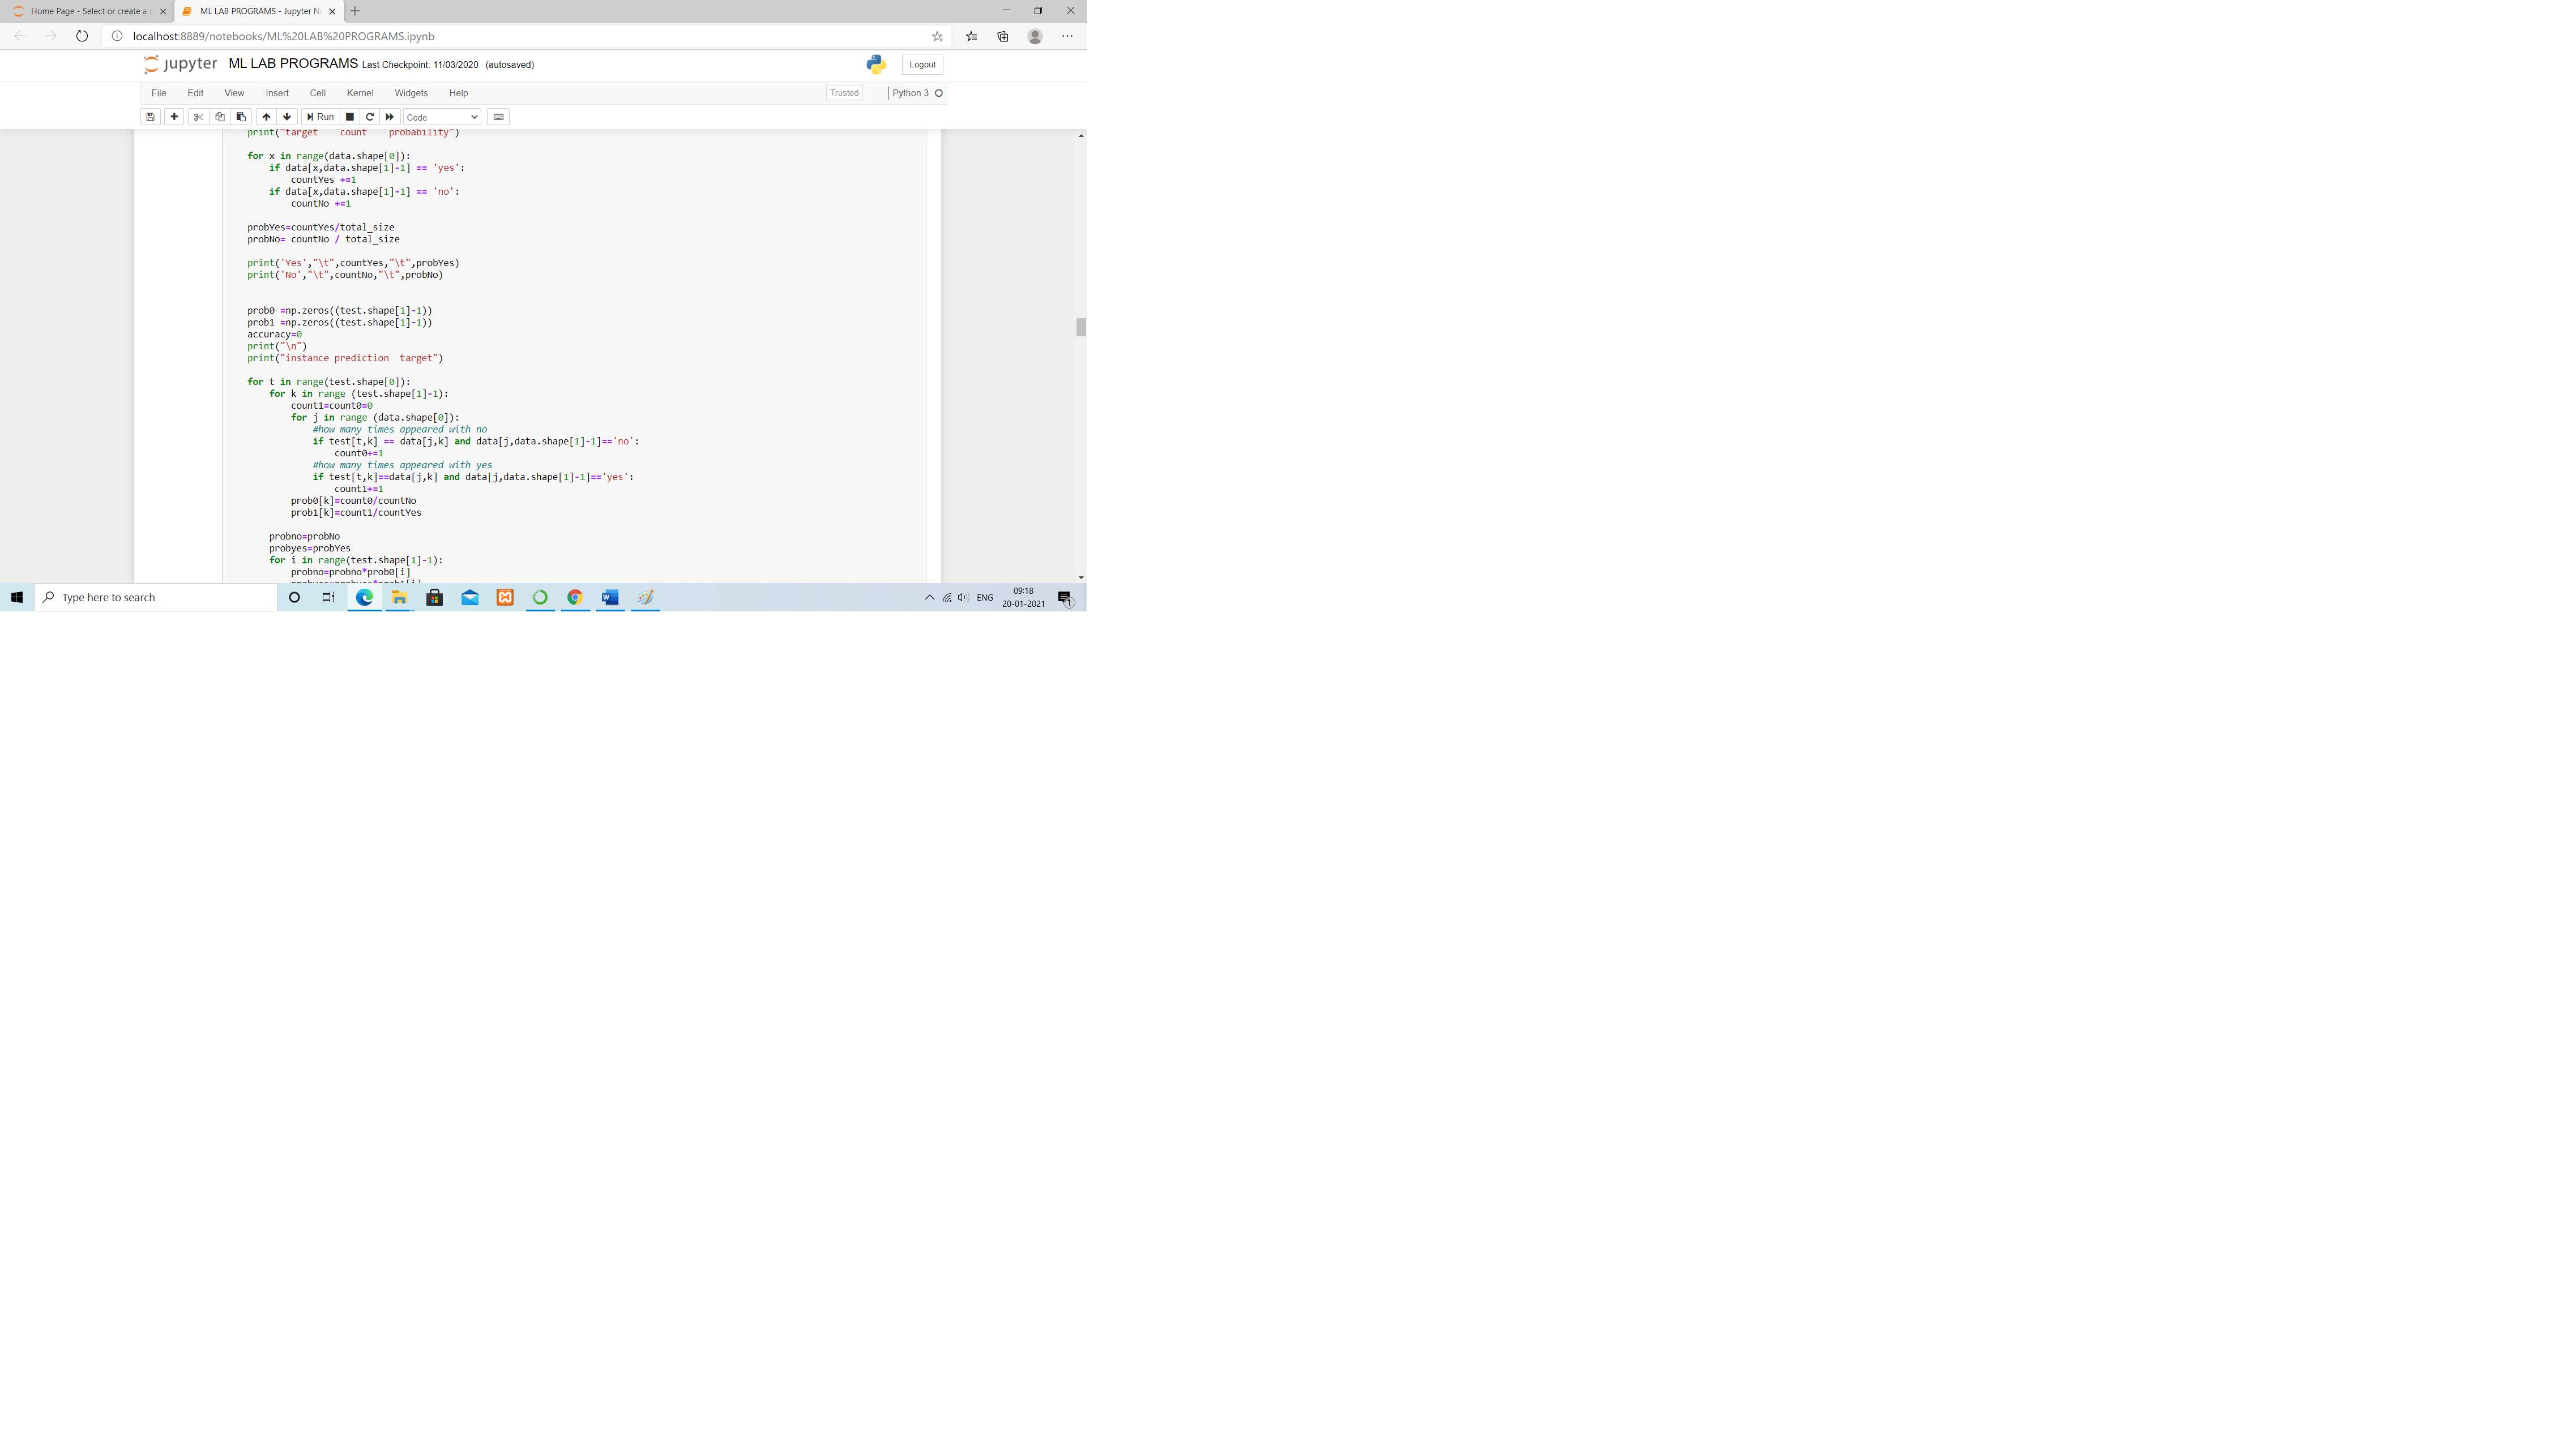 Home Page - Select or create a n
ML LAB PROGRAMS - Jupyter N
localhost:8889/notebooks/ML%20LAB%20PROGRAMS.ipynb
jupyter ML LAB PROGRAMS Last Checkpoint: 11/03/2020 (autosaved)
Logout
File Edit View Insert Cell Kernel Widgets Help
Trusted Python 3
Run Code
print("target    count    probability")
for x in range(data.shape[0]):
    if data[x,data.shape[1]-1] == 'yes':
        countYes +=1
    if data[x,data.shape[1]-1] == 'no':
        countNo +=1
probYes=countYes/total_size
probNo= countNo / total_size
print('Yes',"\t",countYes,"\t",probYes)
print('No',"\t",countNo,"\t",probNo)
prob0 =np.zeros((test.shape[1]-1))
prob1 =np.zeros((test.shape[1]-1))
accuracy=0
print("\n")
print("instance prediction  target")
for t in range(test.shape[0]):
    for k in range (test.shape[1]-1):
        count1=count0=0
        for j in range (data.shape[0]):
            #how many times appeared with no
            if test[t,k] == data[j,k] and data[j,data.shape[1]-1]=='no':
                count0+=1
            #how many times appeared with yes
            if test[t,k]==data[j,k] and data[j,data.shape[1]-1]=='yes':
                count1+=1
        prob0[k]=count0/countNo
        prob1[k]=count1/countYes
    probno=probNo
    probyes=probYes
    for i in range(test.shape[1]-1):
        probno=probno*prob0[i]
        probyes=probyes*prob1[i]
Type here to search
ENG
09:18
20-01-2021
1